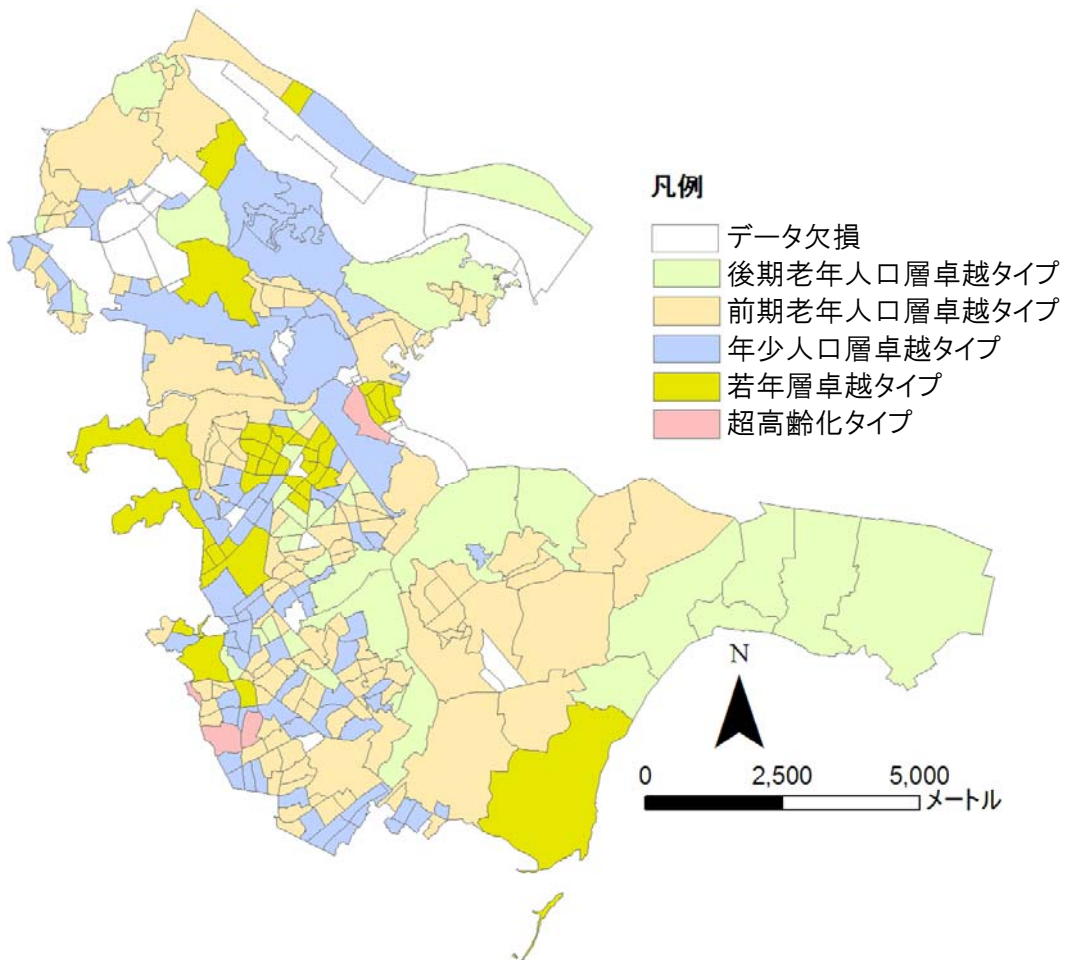 凡例
データ欠損
後期老年人口層卓越タイプ
前期老年人口層卓越タイプ
年少人口層卓越タイプ
若年層卓越タイプ
超高齢化タイプ
N
0 2,500 5,000
メートル